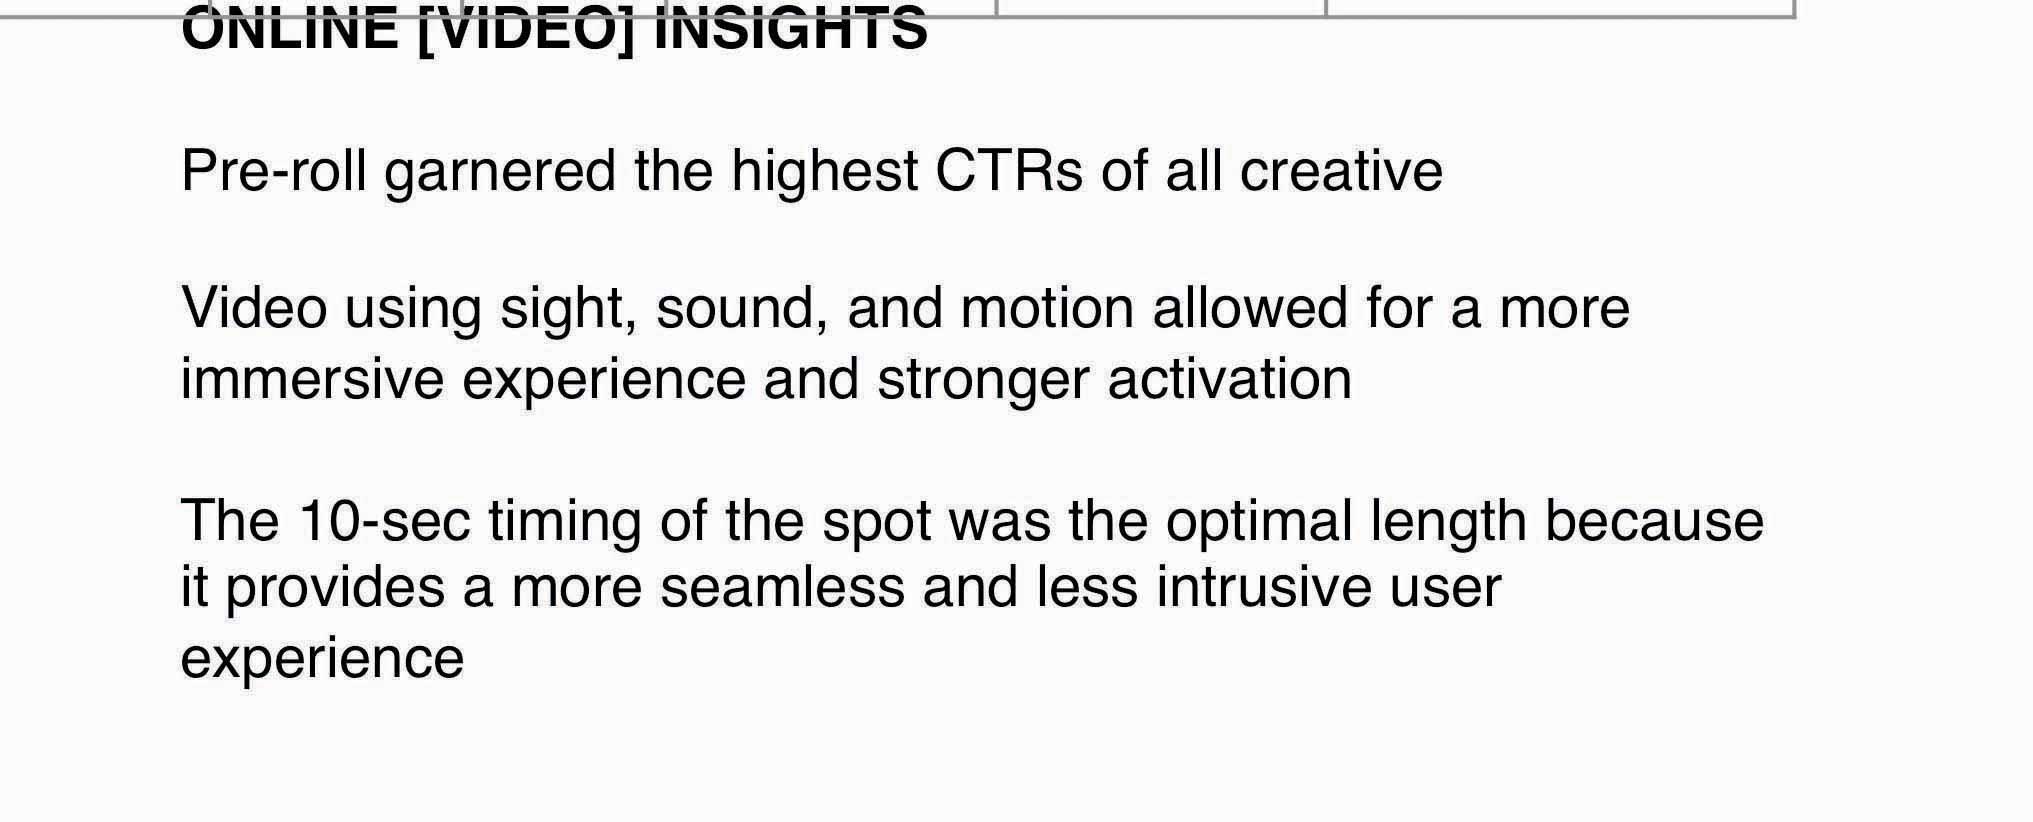 ONLINE [VIDEO] INSIGHTS
Pre-roll garnered the highest CTRs of all creative
Video using sight, sound, and motion allowed for a more
immersive experience and stronger activation
The 10-sec timing of the spot was the optimal length because
it provides a more seamless and less intrusive user
experience